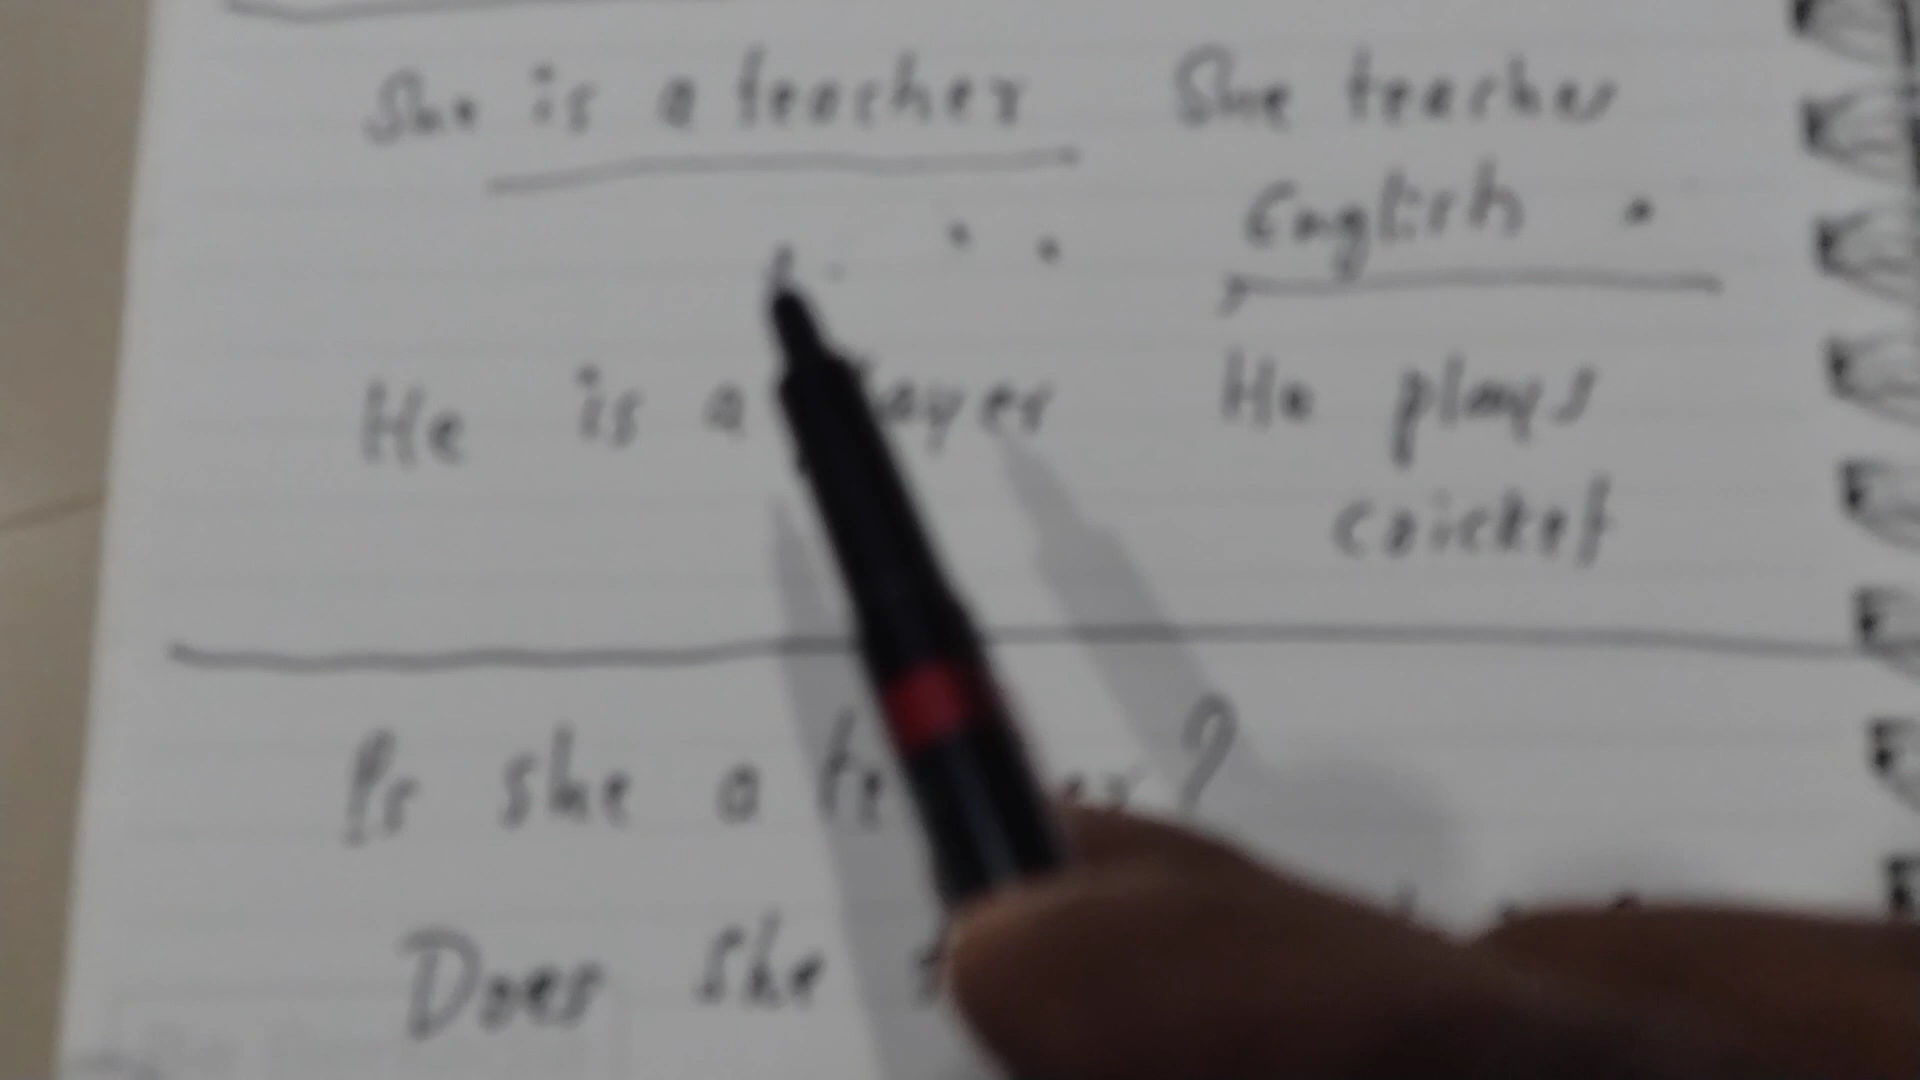 She is a teacher
She teaches
English .
He is a
He plays
cricket
Is she a ?
Does she